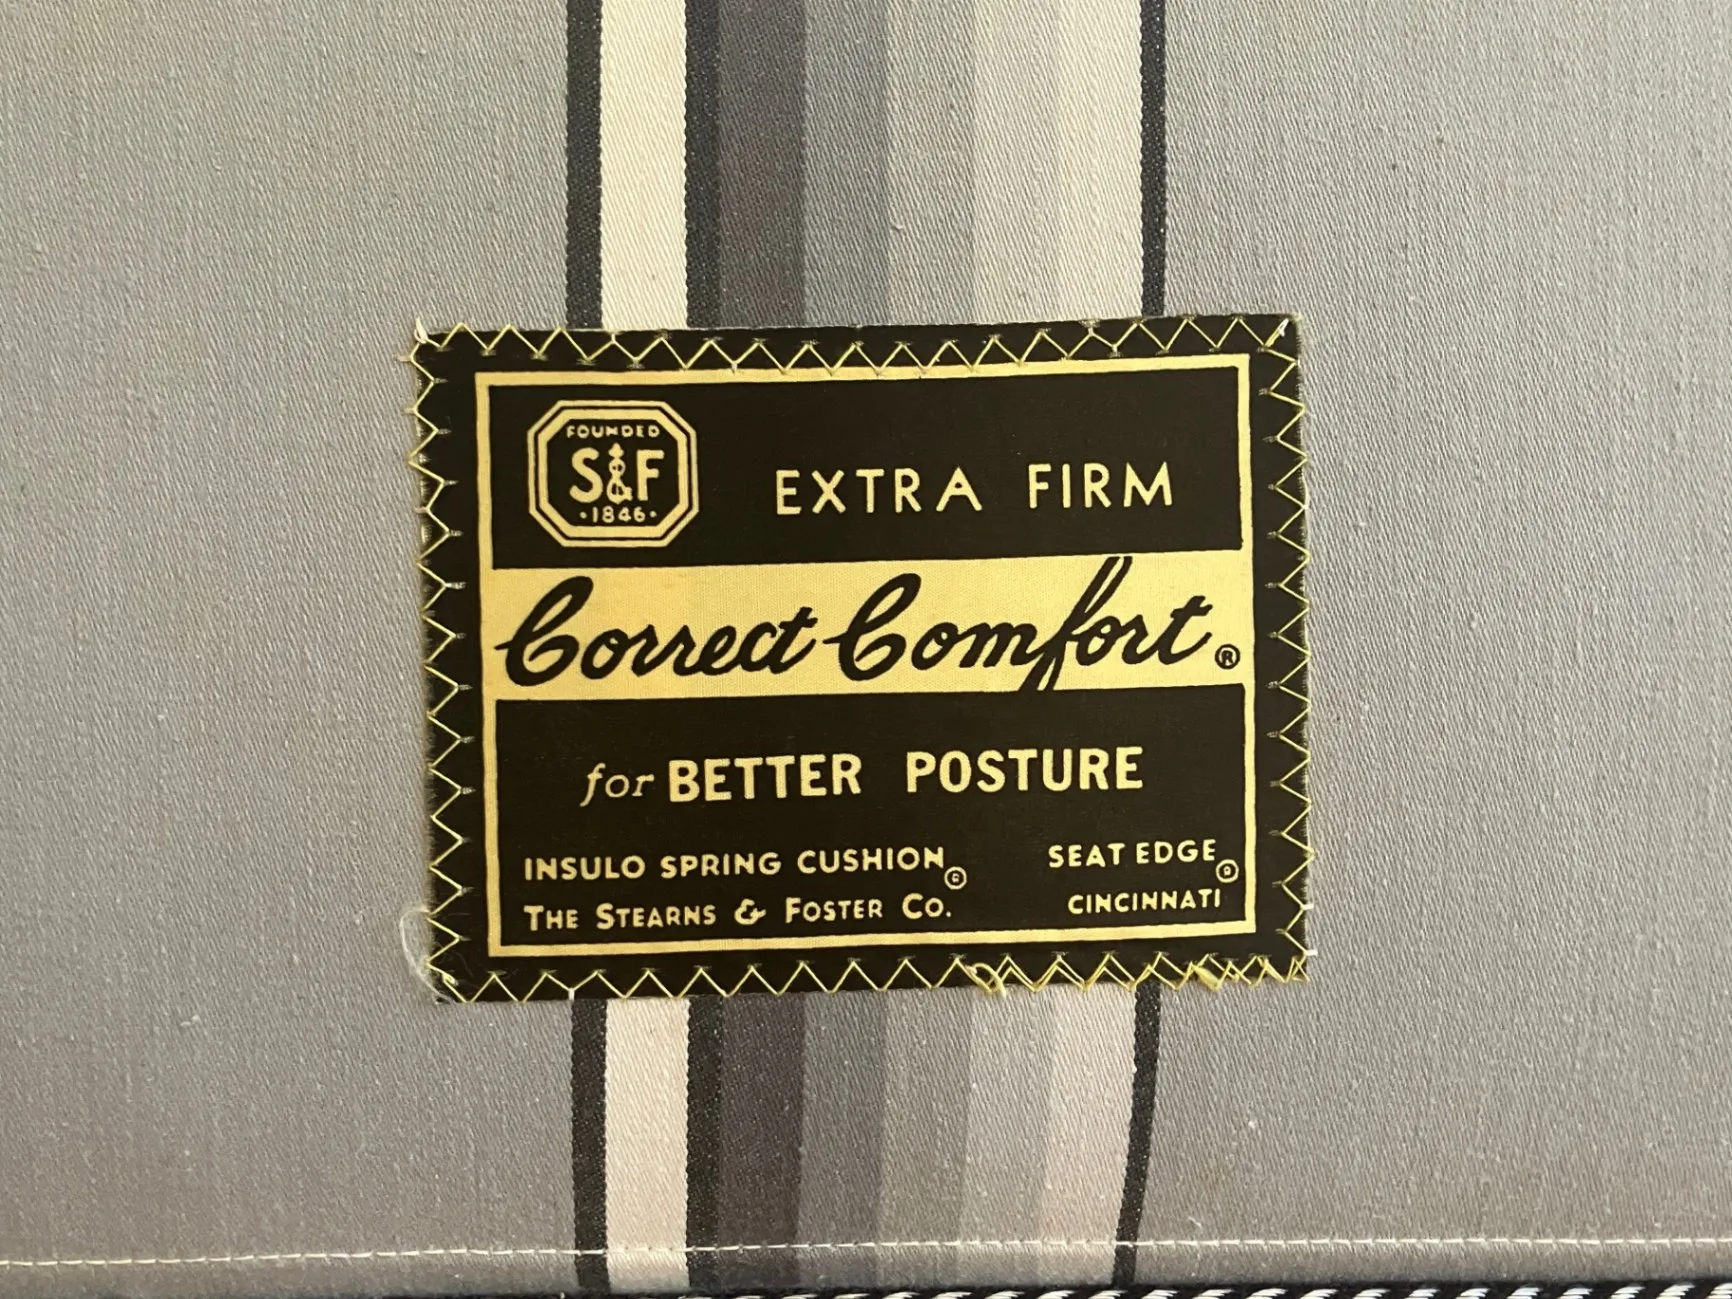 FOUNDED
S&F
·1846·
EXTRA FIRM
Correct Comfort®
for BETTER POSTURE
INSULO SPRING CUSHION© SEAT EDGE®
THE STEARNS & FOSTER CO. CINCINNATI